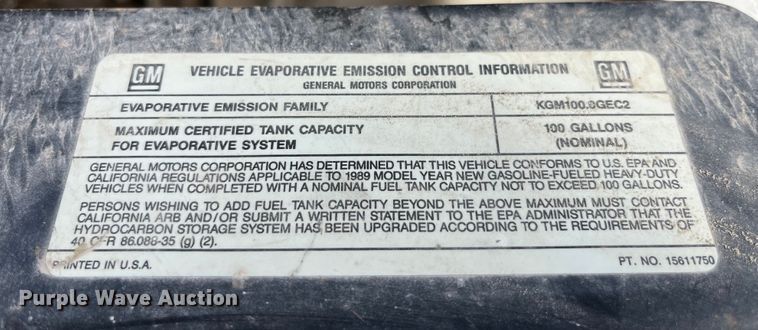 GM VEHICLE EVAPORATIVE EMISSION CONTROL INFORMATION GM
GENERAL MOTORS CORPORATION
EVAPORATIVE EMISSION FAMILY KGM100.8GEC2
MAXIMUM CERTIFIED TANK CAPACITY 100 GALLONS
FOR EVAPORATIVE SYSTEM (NOMINAL)
GENERAL MOTORS CORPORATION HAS DETERMINED THAT THIS VEHICLE CONFORMS TO U.S. EPA AND
CALIFORNIA REGULATIONS APPLICABLE TO 1989 MODEL YEAR NEW GASOLINE-FUELED HEAVY-DUTY
VEHICLES WHEN COMPLETED WITH A NOMINAL FUEL TANK CAPACITY NOT TO EXCEED 100 GALLONS.
PERSONS WISHING TO ADD FUEL TANK CAPACITY BEYOND THE ABOVE MAXIMUM MUST CONTACT
CALIFORNIA ARB AND/OR SUBMIT A WRITTEN STATEMENT TO THE EPA ADMINISTRATOR THAT THE
HYDROCARBON STORAGE SYSTEM HAS BEEN UPGRADED ACCORDING TO THE REQUIREMENTS OF
40 CFR 86.088-35 (g) (2).
PRINTED IN U.S.A. PT. NO. 15611750
Purple Wave Auction